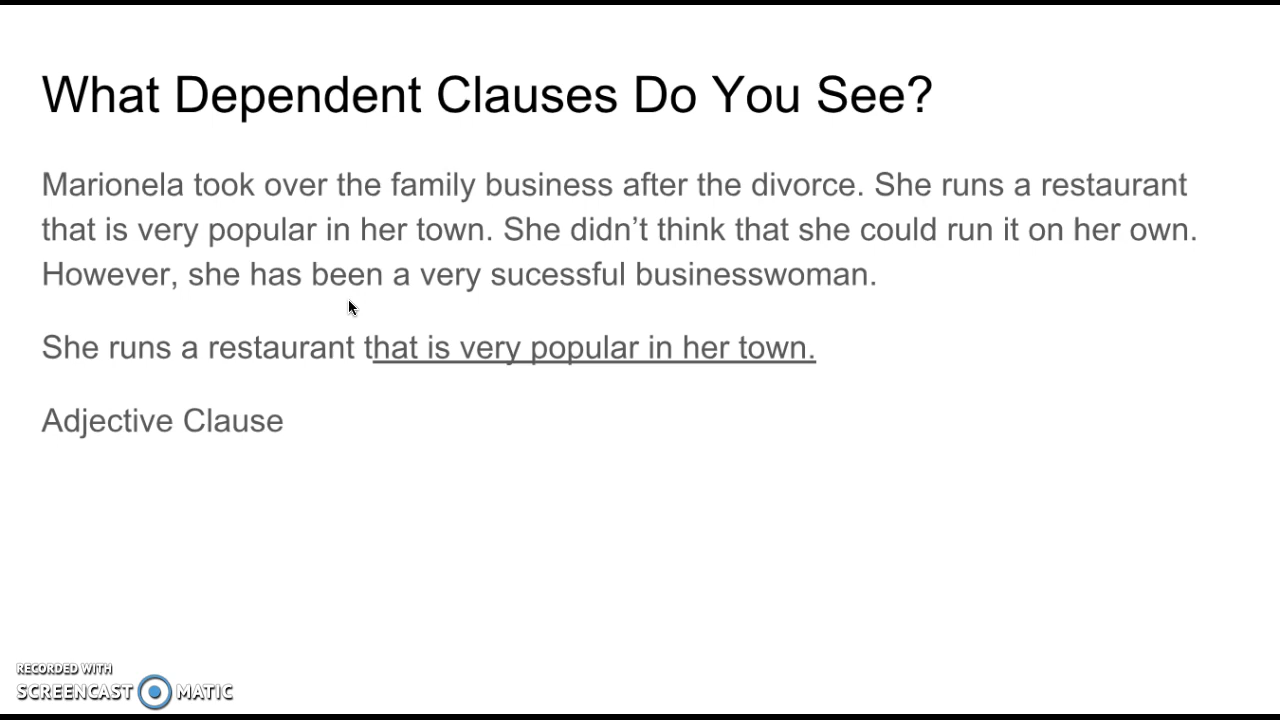 What Dependent Clauses Do You See?
Marionela took over the family business after the divorce. She runs a restaurant
that is very popular in her town. She didn’t think that she could run it on her own.
However, she has been a very sucessful businesswoman.
She runs a restaurant that is very popular in her town.
Adjective Clause
RECORDED WITH
SCREENCAST MATIC